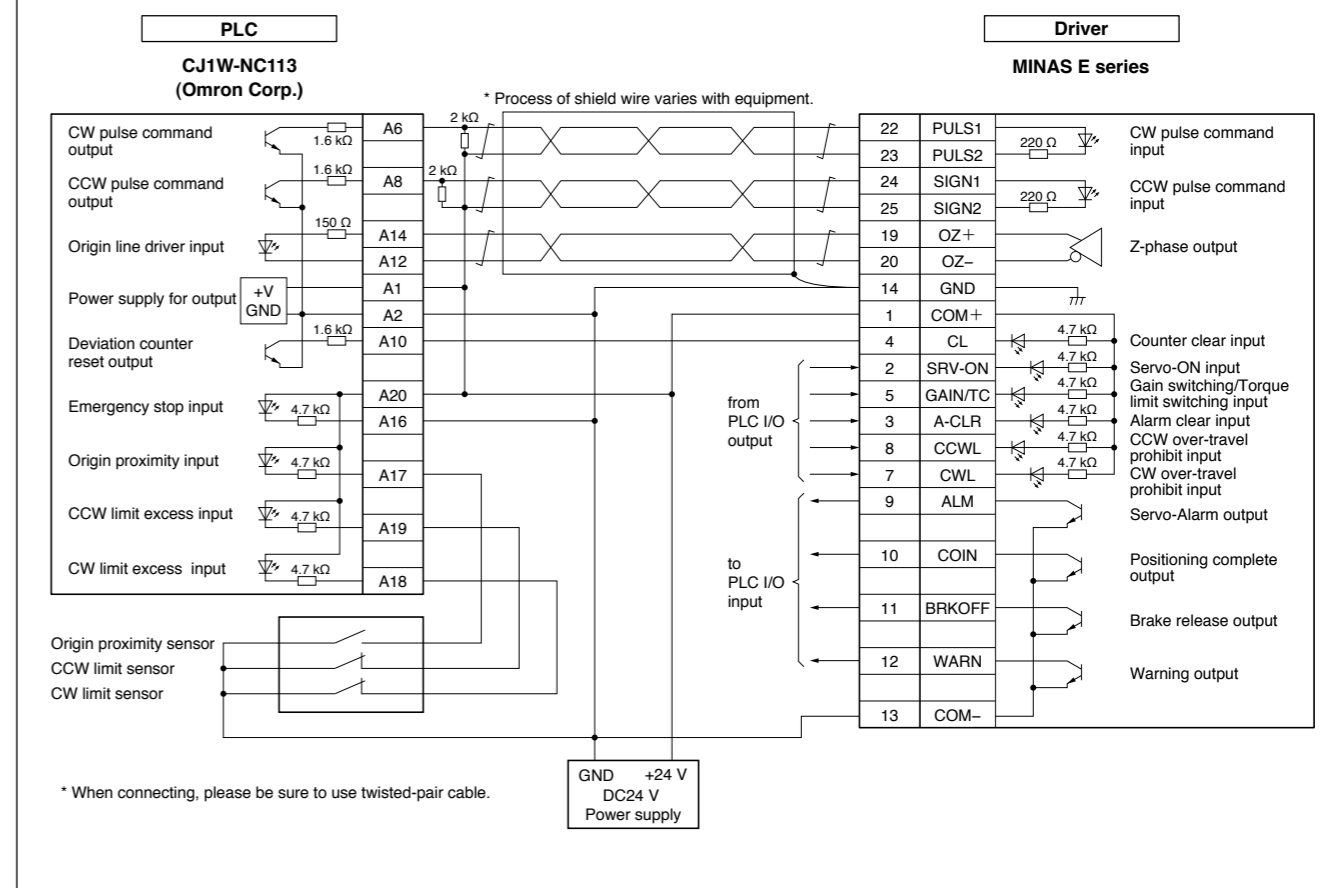 PLC
Driver
CJ1W-NC113
(Omron Corp.)
MINAS E series
* Process of shield wire varies with equipment.
CW pulse command
output
1.6 kΩ
A6
2 kΩ
22 PULS1
23 PULS2
220 Ω
CW pulse command
input
CCW pulse command
output
1.6 kΩ
A8
2 kΩ
24 SIGN1
25 SIGN2
220 Ω
CCW pulse command
input
Origin line driver input
150 Ω
A14
A12
19 OZ+
20 OZ−
Z-phase output
Power supply for output
+V
GND
A1
A2
14 GND
1 COM+
Deviation counter
reset output
1.6 kΩ
A10
4 CL
4.7 kΩ
Counter clear input
from
PLC I/O
output
2 SRV-ON
4.7 kΩ
Servo-ON input
5 GAIN/TC
4.7 kΩ
Gain switching/Torque
limit switching input
3 A-CLR
4.7 kΩ
Alarm clear input
8 CCWL
4.7 kΩ
CCW over-travel
prohibit input
7 CWL
4.7 kΩ
CW over-travel
prohibit input
Emergency stop input
4.7 kΩ
A20
A16
Origin proximity input
4.7 kΩ
A17
CCW limit excess input
4.7 kΩ
A19
CW limit excess input
4.7 kΩ
A18
to
PLC I/O
input
9 ALM
Servo-Alarm output
10 COIN
Positioning complete
output
11 BRKOFF
Brake release output
12 WARN
Warning output
13 COM−
Origin proximity sensor
CCW limit sensor
CW limit sensor
GND +24 V
DC24 V
Power supply
* When connecting, please be sure to use twisted-pair cable.